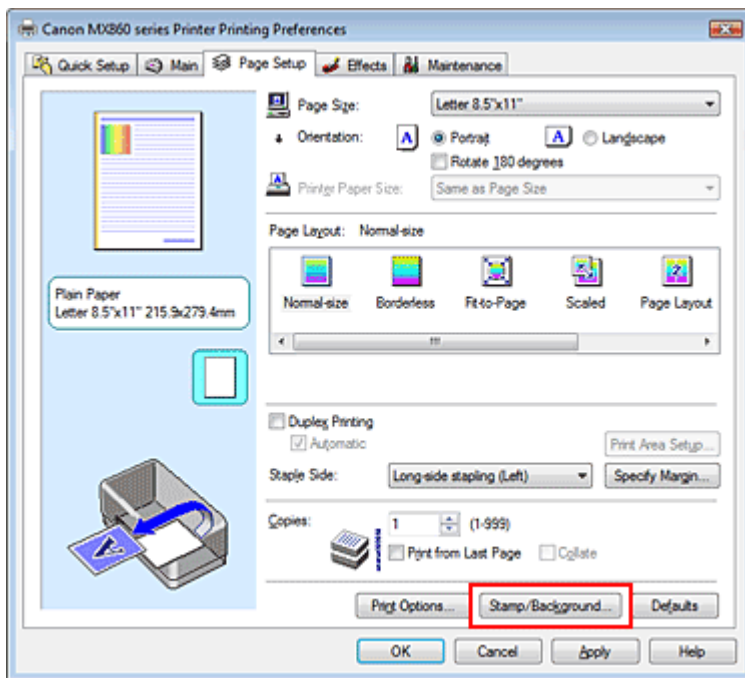 Canon MX860 series Printer Printing Preferences
Quick Setup Main Page Setup Effects Maintenance
Page Size: Letter 8.5"x11"
Orientation: A Portrait A Landscape
Rotate 180 degrees
Printer Paper Size: Same as Page Size
Page Layout: Normal-size
Normal-size Borderless Fit-to-Page Scaled Page Layout
Plain Paper
Letter 8.5"x11" 215.9x279.4mm
Duplex Printing
Automatic
Print Area Setup...
Staple Side: Long-side stapling (Left) Specify Margin...
Copies: 1 (1-999)
Print from Last Page Collate
Print Options... Stamp/Background... Defaults
OK Cancel Apply Help